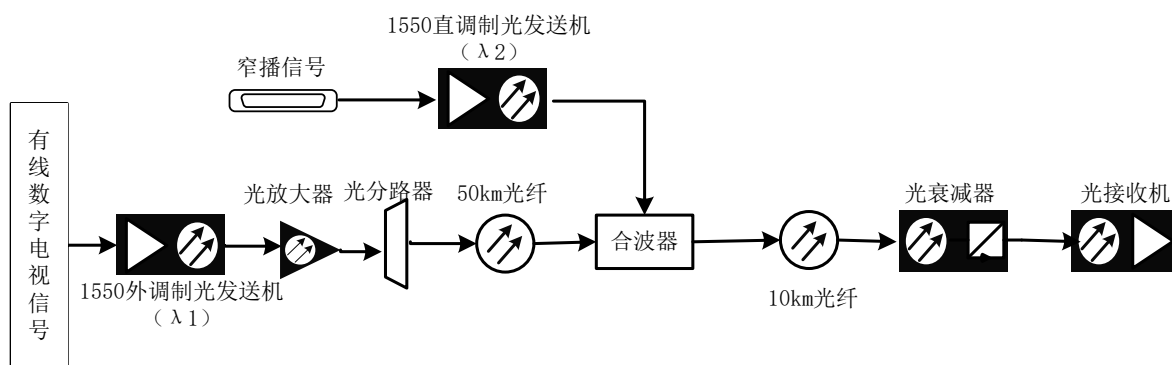 1550直调制光发送机
（λ2）
窄播信号
有线数字电视信号
光放大器
光分路器
50km光纤
光衰减器
光接收机
合波器
1550外调制光发送机
（λ1）
10km光纤